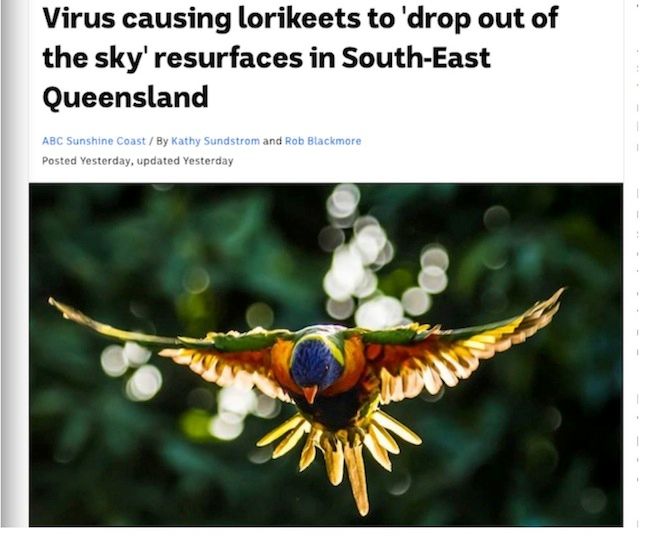 Virus causing lorikeets to 'drop out of
the sky' resurfaces in South-East
Queensland
ABC Sunshine Coast / By Kathy Sundstrom and Rob Blackmore
Posted Yesterday, updated Yesterday